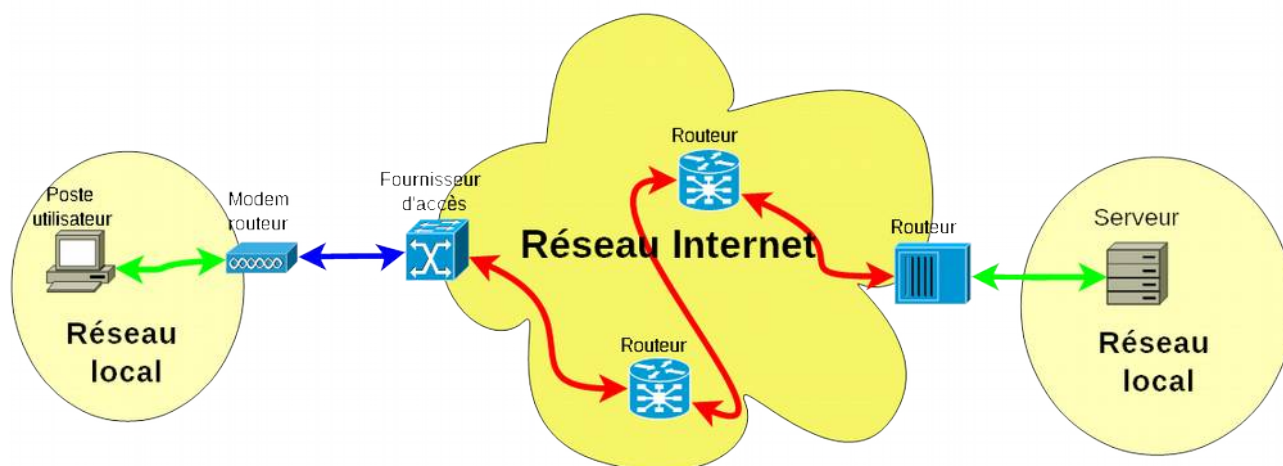 Poste
utilisateur
Réseau
local
Modem
routeur
Fournisseur
d'accès
Réseau Internet
Routeur
Routeur
Routeur
Serveur
Réseau
local